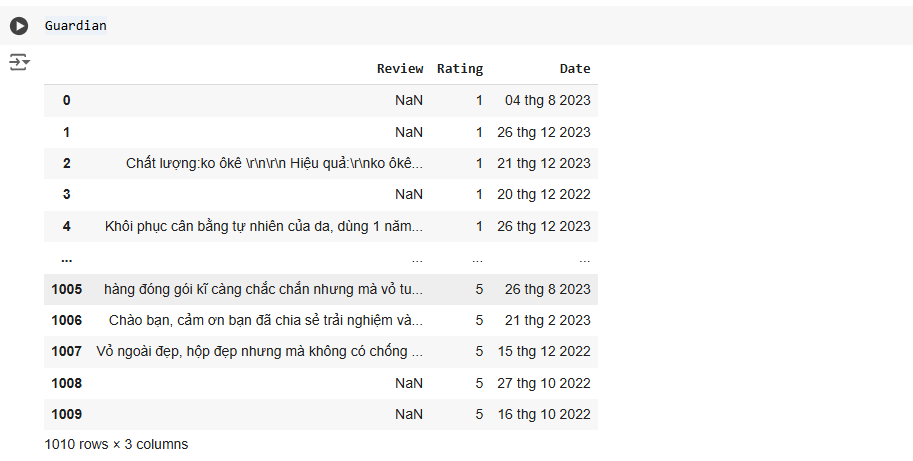 Guardian
Review Rating Date
0 NaN 1 04 thg 8 2023
1 NaN 1 26 thg 12 2023
2 Chất lượng:ko ôkê \r\n\r\n Hiệu quả:\r\nko ôkê... 1 21 thg 12 2023
3 NaN 1 20 thg 12 2022
4 Khôi phục cân bằng tự nhiên của da, dùng 1 năm... 1 26 thg 12 2023
... ... ... ...
1005 hàng đóng gói kĩ càng chắc chắn nhưng mà vỏ tu... 5 26 thg 8 2023
1006 Chào bạn, cảm ơn bạn đã chia sẻ trải nghiệm và... 5 21 thg 2 2023
1007 Vỏ ngoài đẹp, hộp đẹp nhưng mà không có chống ... 5 15 thg 12 2022
1008 NaN 5 27 thg 10 2022
1009 NaN 5 16 thg 10 2022
1010 rows × 3 columns